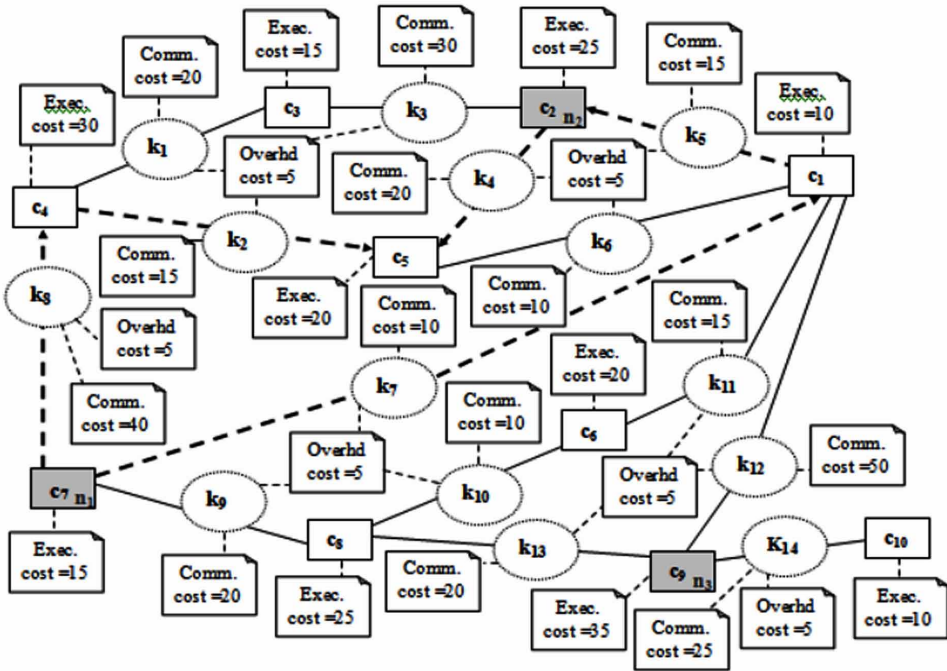 Exec.
cost =15
Comm.
cost =30
Exec.
cost =25
Comm.
cost =20
Comm.
cost =15
Exec.
cost =30
Exec.
cost =10
c3
k3
c2 n2
k5
k1
Overhd
cost =5
Comm.
cost =20
k4
Overhd
cost =5
c1
c4
k2
c5
k6
Comm.
cost =15
Exec.
cost =20
Comm.
cost =10
k8
Overhd
cost =5
Comm.
cost =10
Comm.
cost =15
Exec.
cost =20
k7
k11
Comm.
cost =40
Comm.
cost =10
c6
Overhd
cost =5
Overhd
cost =5
k12
Comm.
cost =50
c7 n1
k9
k10
c8
k13
K14
c10
Exec.
cost =15
Comm.
cost =20
Exec.
cost =25
Comm.
cost =20
c9 n3
Exec.
cost =35
Comm.
cost =25
Overhd
cost =5
Exec.
cost =10